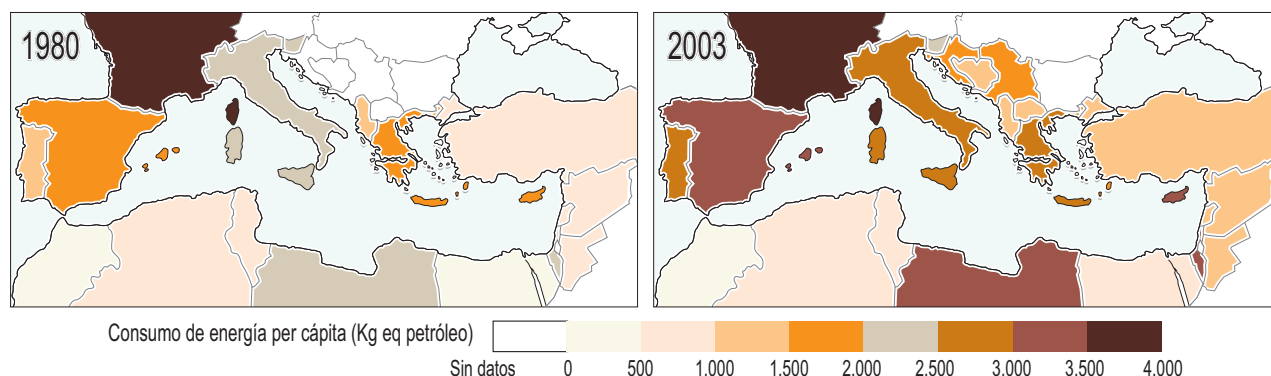 1980
2003
Consumo de energía per cápita (Kg eq petróleo)
Sin datos 0 500 1.000 1.500 2.000 2.500 3.000 3.500 4.000